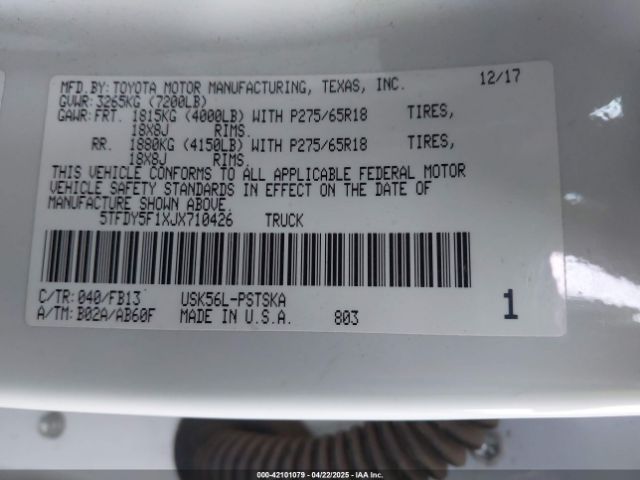 MFD.BY: TOYOTA MOTOR MANUFACTURING, TEXAS, INC. 12/17
GVWR: 3265KG (7200LB)
GAWR: FRT. 1815KG (4000LB) WITH P275/65R18 TIRES,
18X8J RIMS.
RR. 1880KG (4150LB) WITH P275/65R18 TIRES,
18X8J RIMS.
THIS VEHICLE CONFORMS TO ALL APPLICABLE FEDERAL MOTOR
VEHICLE SAFETY STANDARDS IN EFFECT ON THE DATE OF
MANUFACTURE SHOWN ABOVE.
5TFDY5F1XJX710426 TRUCK
C/TR: 040/FB13 USK56L-PSTSKA
A/TM: B02A/AB60F MADE IN U.S.A. 803 1
000-42101079 04/22/2025 IAA Inc.